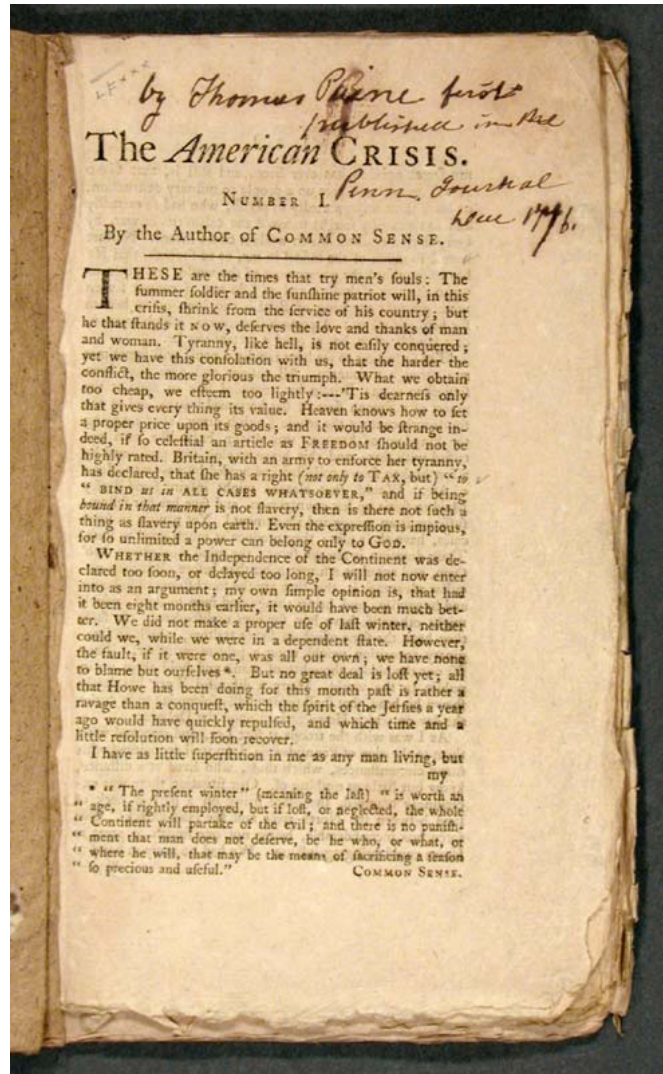 by Thomas Paine first
published in the
The American CRISIS.
Penn. Journal
NUMBER I.
Dec 1776.
By the Author of COMMON SENSE.
THESE are the times that try men's souls: The
ſummer ſoldier and the ſunſhine patriot will, in this
criſis, ſhrink from the ſervice of his country; but
he that ſtands it NOW, deſerves the love and thanks of man
and woman. Tyranny, like hell, is not eaſily conquered;
yet we have this conſolation with us, that the harder the
conflict, the more glorious the triumph. What we obtain
too cheap, we eſteem too lightly:---'Tis dearneſs only
that gives every thing its value. Heaven knows how to ſet
a proper price upon its goods; and it would be ſtrange in-
deed, if ſo celeſtial an article as FREEDOM ſhould not be
highly rated. Britain, with an army to enforce her tyranny,
has declared, that ſhe has a right (not only to TAX, but) "to
" BIND us in ALL CASES WHATSOEVER," and if being
bound in that manner is not ſlavery, then is there not ſuch a
thing as ſlavery upon earth. Even the expreſſion is impious,
for ſo unlimited a power can belong only to GOD.
WHETHER the Independence of the Continent was de-
clared too ſoon, or delayed too long, I will not now enter
into as an argument; my own ſimple opinion is, that had
it been eight months earlier, it would have been much bet-
ter. We did not make a proper uſe of laſt winter, neither
could we, while we were in a dependent ſtate. However,
the fault, if it were one, was all our own; we have none
to blame but ourſelves*. But no great deal is loſt yet; all
that Howe has been doing for this month paſt is rather a
ravage than a conqueſt, which the ſpirit of the Jerſies a year
ago would have quickly repulſed, and which time and a
little reſolution will ſoon recover.
I have as little ſuperſtition in me as any man living, but
my
* " The preſent winter" (meaning the laſt) " is worth an
" age, if rightly employed, but if loſt, or neglected, the whole
" Continent will partake of the evil; and there is no puniſh-
" ment that man does not deſerve, be he who, or what, or
" where he will, that may be the means of ſacrificing a ſeaſon
" ſo precious and uſeful." COMMON SENSE.